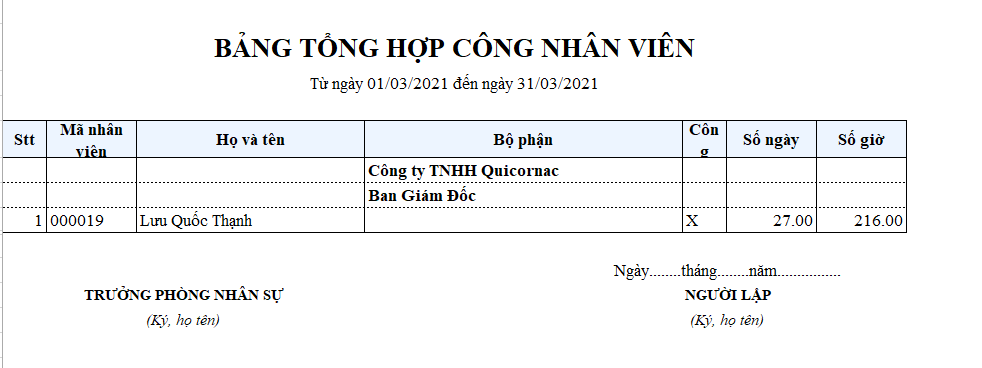 BẢNG TỔNG HỢP CÔNG NHÂN VIÊN
Từ ngày 01/03/2021 đến ngày 31/03/2021
Stt Mã nhân viên Họ và tên Bộ phận Công Số ngày Số giờ
Công ty TNHH Quicornac
Ban Giám Đốc
1 000019 Lưu Quốc Thạnh X 27.00 216.00
Ngày........tháng........năm................
TRƯỞNG PHÒNG NHÂN SỰ NGƯỜI LẬP
(Ký, họ tên) (Ký, họ tên)